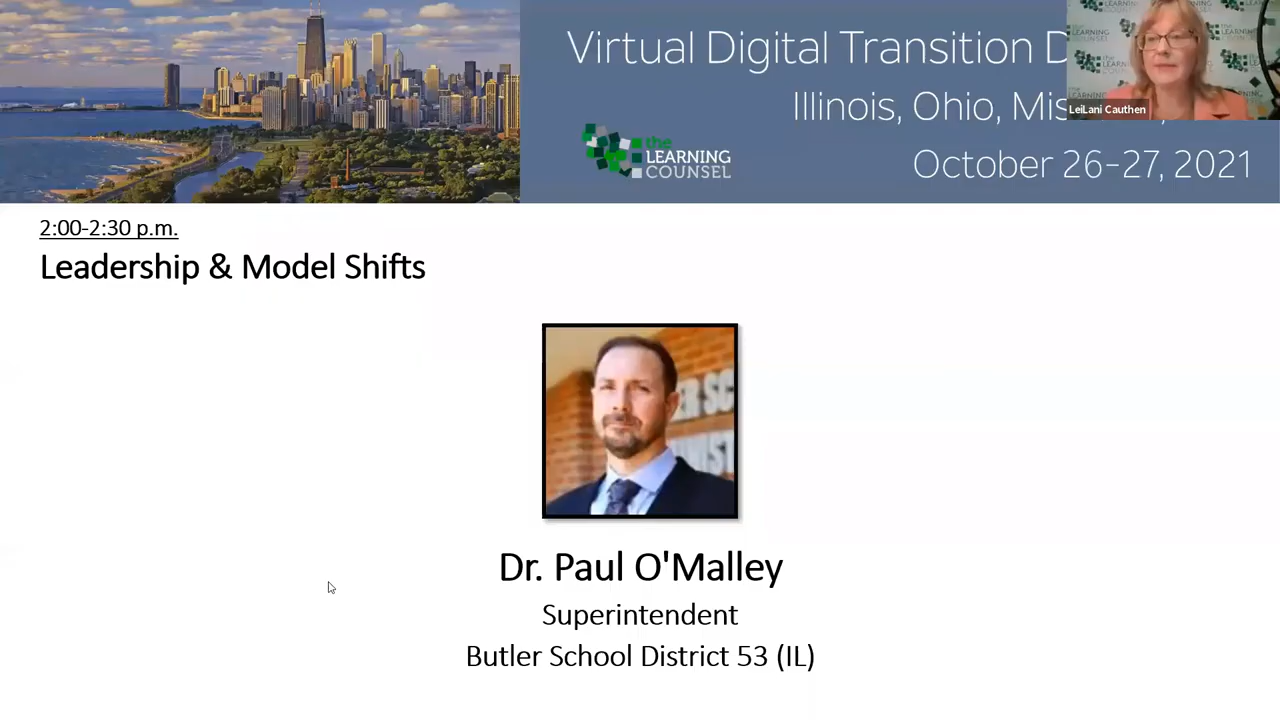 Virtual Digital Transition
LeiLani Cauthen
Illinois, Ohio,
the
LEARNING
COUNSEL
October 26-27, 2021
2:00-2:30 p.m.
Leadership & Model Shifts
Dr. Paul O'Malley
Superintendent
Butler School District 53 (IL)